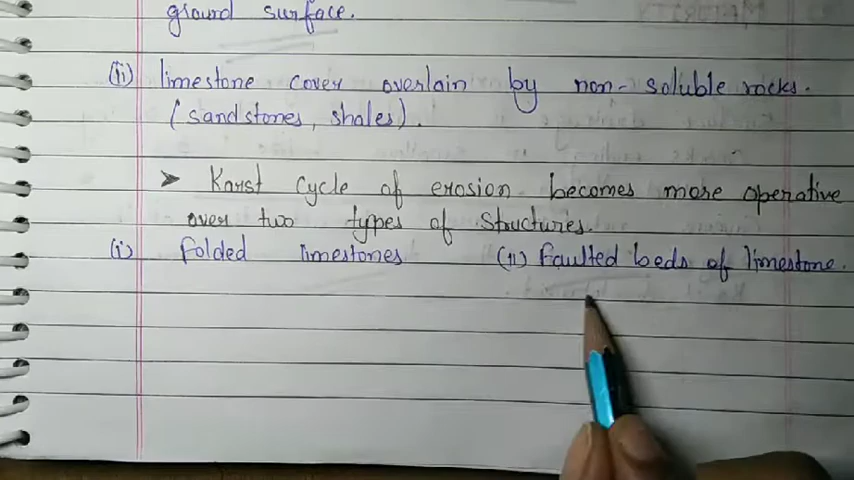 ground surface.
(ii) limestone cover overlain by non-soluble rocks.
(sandstones, shales).
➤ Karst cycle of erosion becomes more operative
over two types of structures.
(i) folded limestones (ii) Faulted beds of limestone.